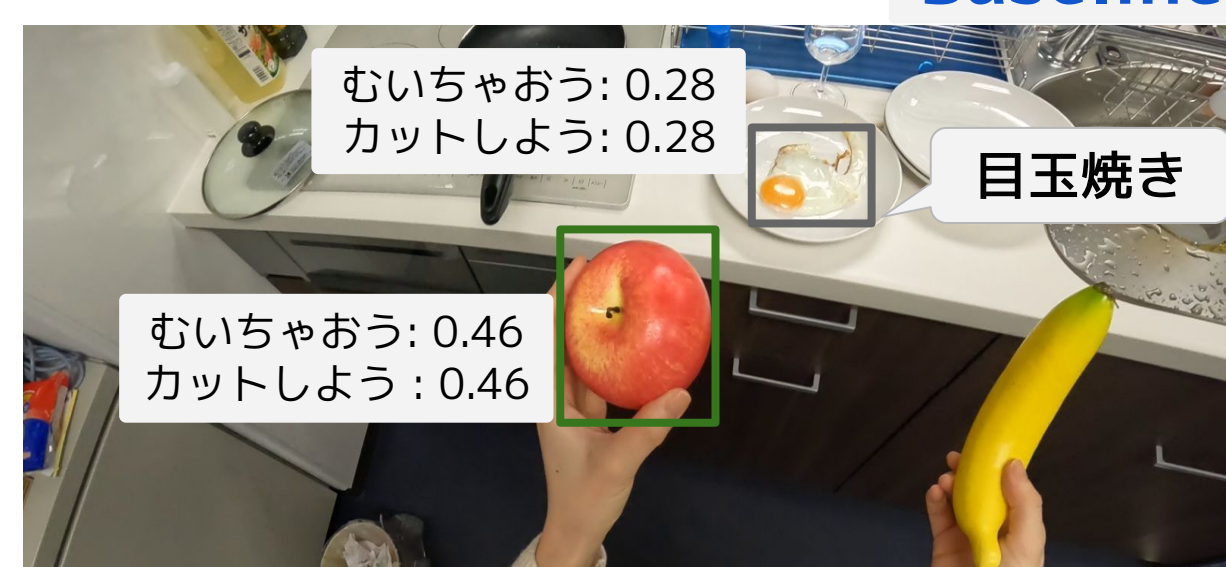 Baseline
むいちゃおう: 0.28
カットしよう: 0.28
目玉焼き
むいちゃおう: 0.46
カットしよう : 0.46